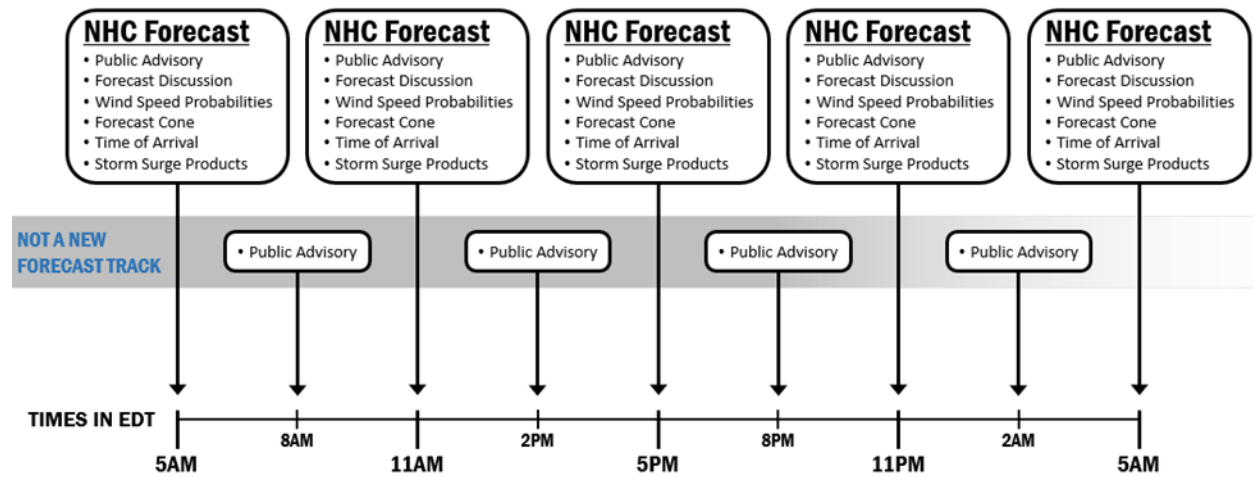 NHC Forecast
• Public Advisory
• Forecast Discussion
• Wind Speed Probabilities
• Forecast Cone
• Time of Arrival
• Storm Surge Products
NHC Forecast
• Public Advisory
• Forecast Discussion
• Wind Speed Probabilities
• Forecast Cone
• Time of Arrival
• Storm Surge Products
NHC Forecast
• Public Advisory
• Forecast Discussion
• Wind Speed Probabilities
• Forecast Cone
• Time of Arrival
• Storm Surge Products
NHC Forecast
• Public Advisory
• Forecast Discussion
• Wind Speed Probabilities
• Forecast Cone
• Time of Arrival
• Storm Surge Products
NHC Forecast
• Public Advisory
• Forecast Discussion
• Wind Speed Probabilities
• Forecast Cone
• Time of Arrival
• Storm Surge Products
NOT A NEW
FORECAST TRACK
• Public Advisory
• Public Advisory
• Public Advisory
• Public Advisory
TIMES IN EDT
5AM
8AM
11AM
2PM
5PM
8PM
11PM
2AM
5AM